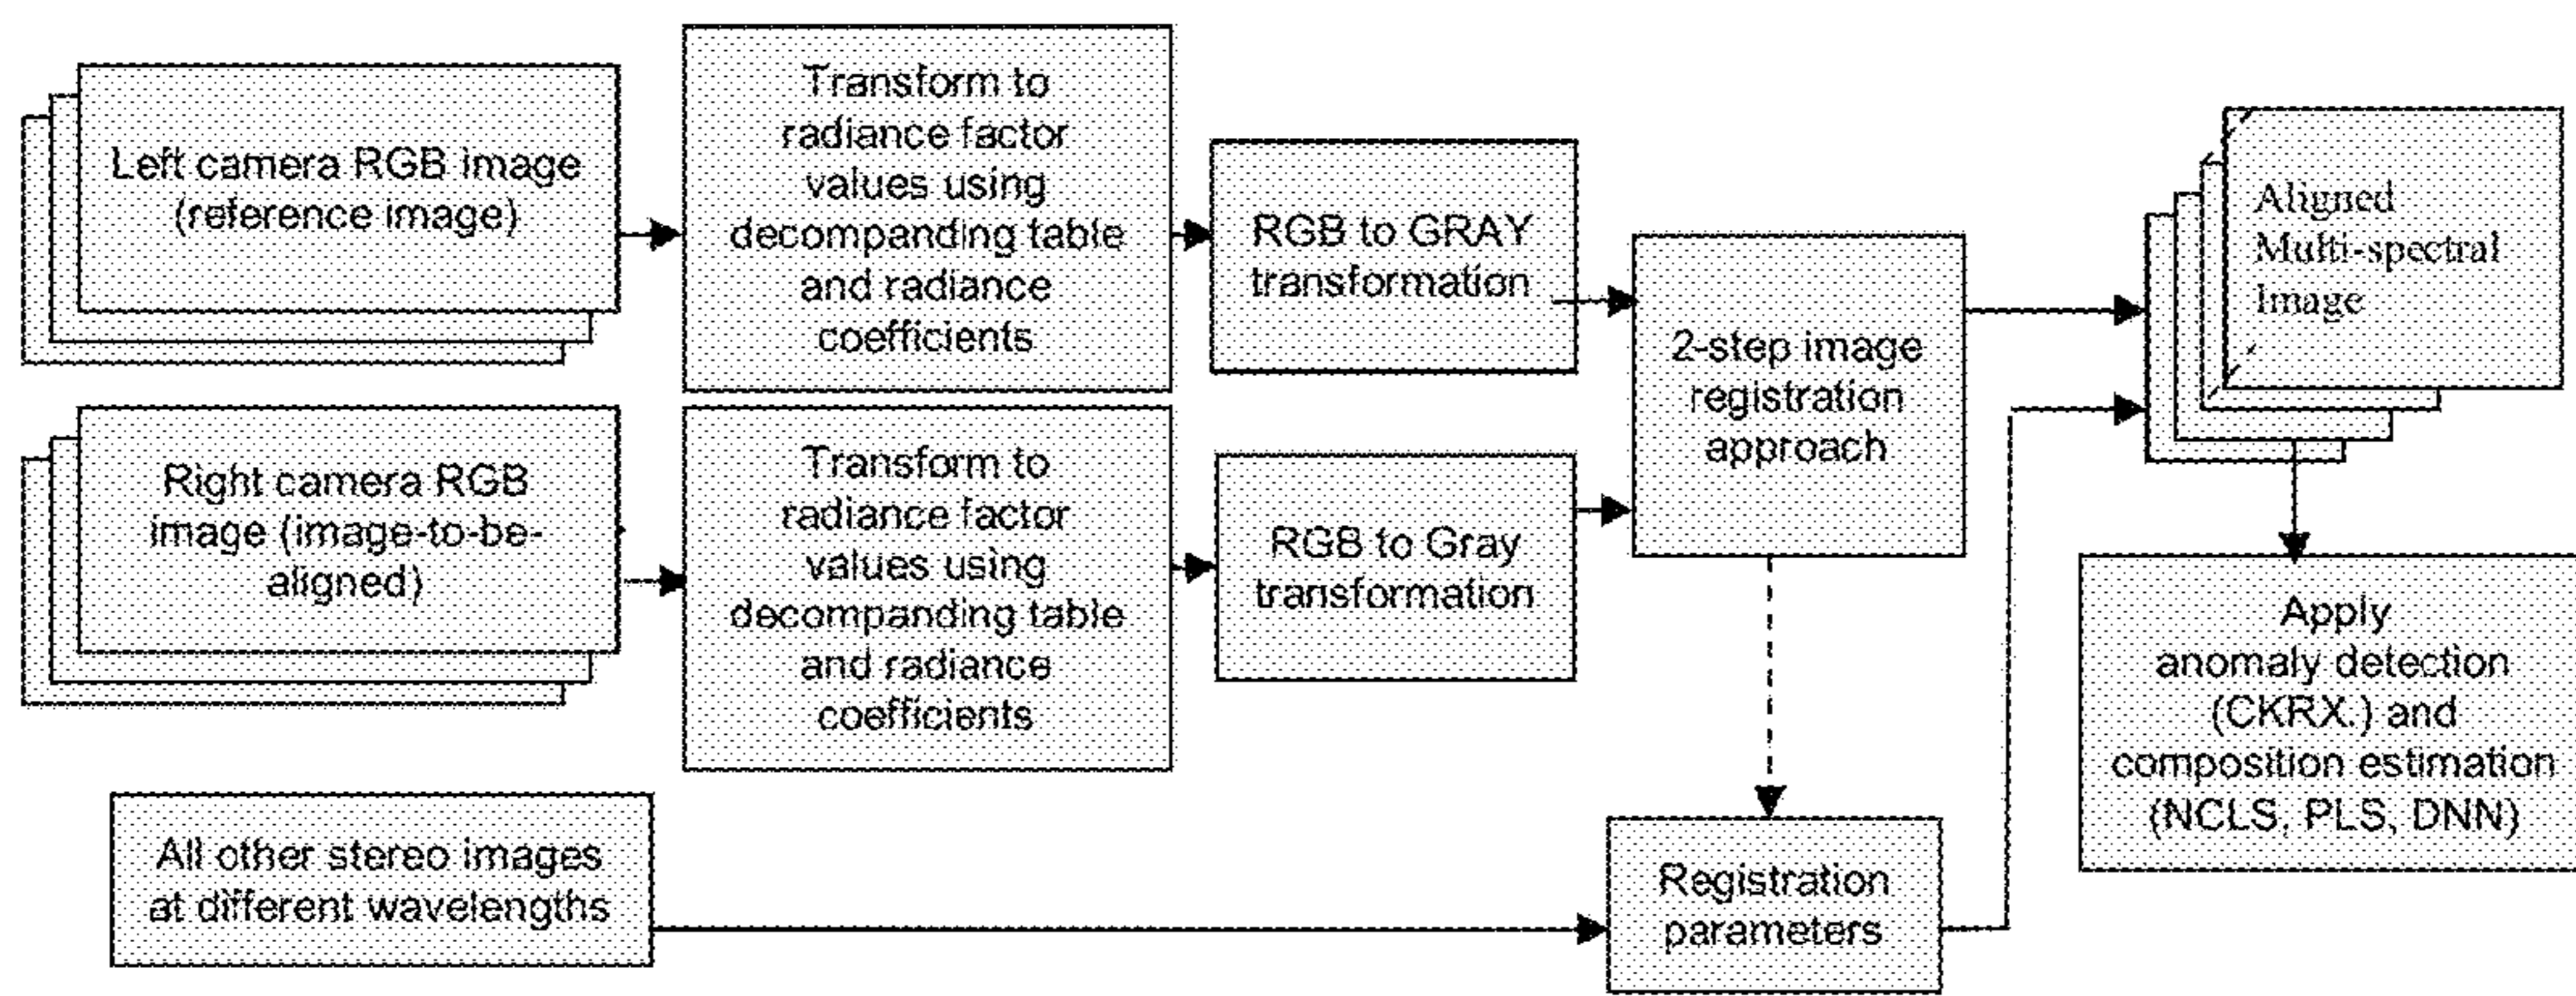 Left camera RGB image
(reference image)
Transform to
radiance factor
values using
decompanding table
and radiance
coefficients
RGB to GRAY
transformation
Right camera RGB
image (image-to-be-
aligned)
Transform to
radiance factor
values using
decompanding table
and radiance
coefficients
RGB to Gray
transformation
2-step image
registration
approach
Aligned
Multi-spectral
Image
All other stereo images
at different wavelengths
Registration
parameters
Apply
anomaly detection
(CKRX.) and
composition estimation
(NCLS, PLS, DNN)